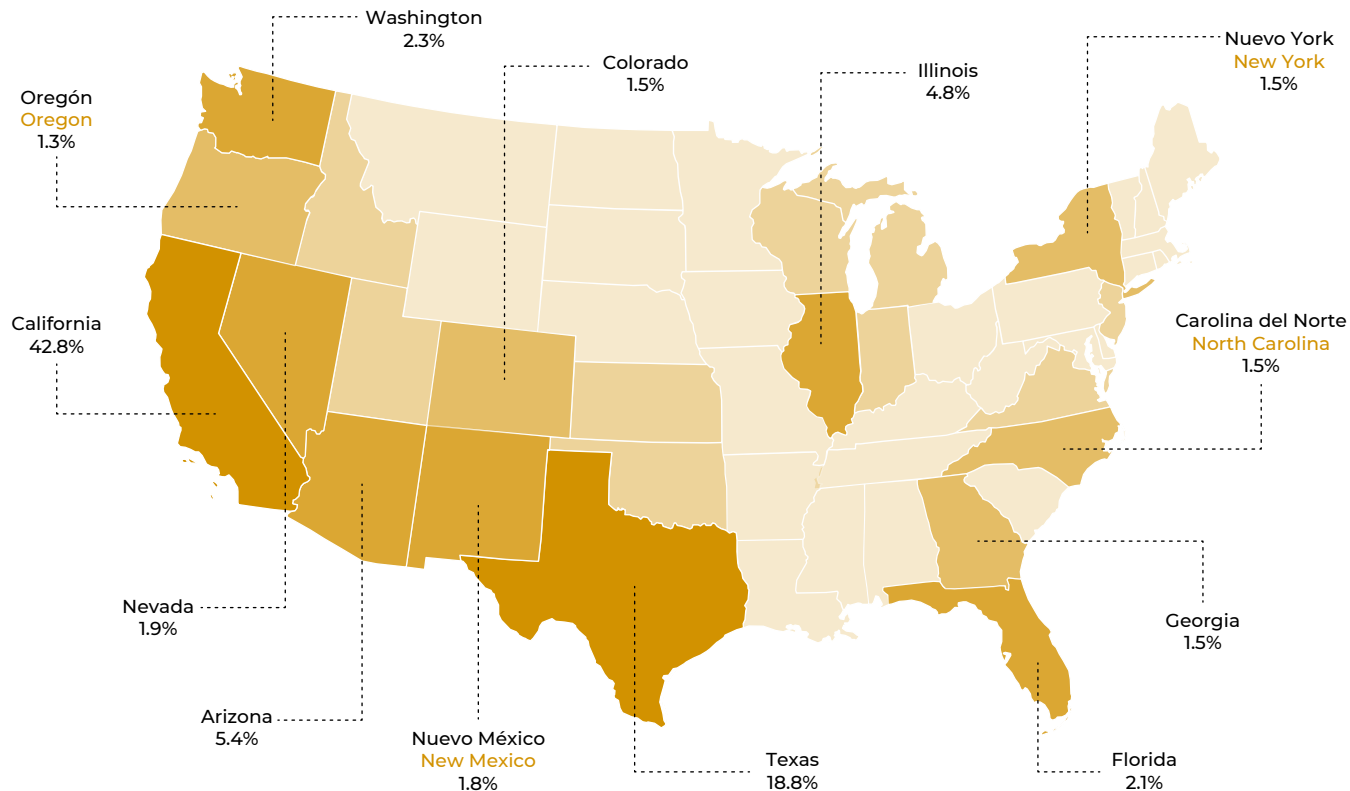 Washington
2.3%
Colorado
1.5%
Illinois
4.8%
Nuevo York
New York
1.5%
Oregón
Oregon
1.3%
California
42.8%
Carolina del Norte
North Carolina
1.5%
Nevada
1.9%
Georgia
1.5%
Arizona
5.4%
Nuevo México
New Mexico
1.8%
Texas
18.8%
Florida
2.1%